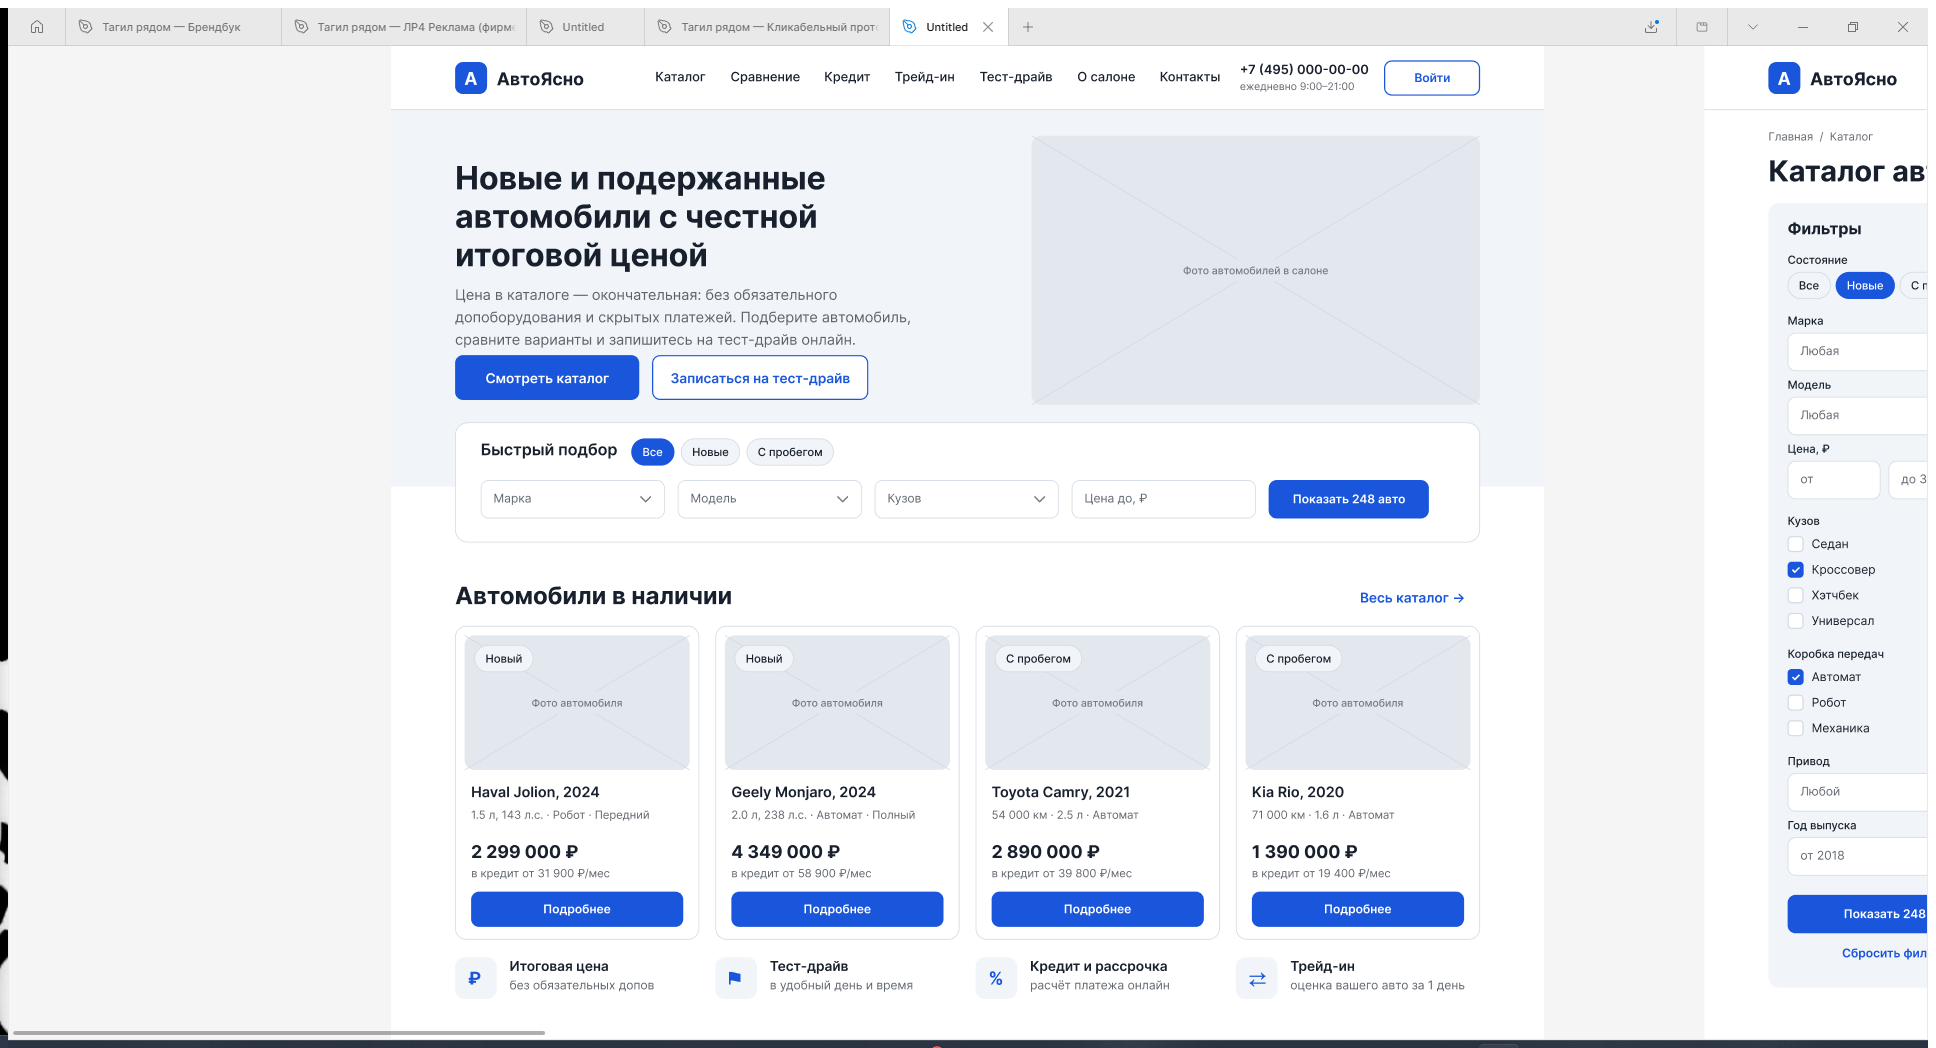 Тагил рядом — Брендбук
Тагил рядом — ЛР4 Реклама (фирме
Untitled
Тагил рядом — Кликабельный прото
Untitled
А АвтоЯсно
Каталог
Сравнение
Кредит
Трейд-ин
Тест-драйв
О салоне
Контакты
+7 (495) 000-00-00
ежедневно 9:00–21:00
Войти
Новые и подержанные
автомобили с честной
итоговой ценой
Цена в каталоге — окончательная: без обязательного
допоборудования и скрытых платежей. Подберите автомобиль,
сравните варианты и запишитесь на тест-драйв онлайн.
Смотреть каталог
Записаться на тест-драйв
Фото автомобилей в салоне
Быстрый подбор
Все
Новые
С пробегом
Марка
Модель
Кузов
Цена до, ₽
Показать 248 авто
Автомобили в наличии
Весь каталог →
Новый
Фото автомобиля
Haval Jolion, 2024
1.5 л, 143 л.с. · Робот · Передний
2 299 000 ₽
в кредит от 31 900 ₽/мес
Подробнее
Новый
Фото автомобиля
Geely Monjaro, 2024
2.0 л, 238 л.с. · Автомат · Полный
4 349 000 ₽
в кредит от 58 900 ₽/мес
Подробнее
С пробегом
Фото автомобиля
Toyota Camry, 2021
54 000 км · 2.5 л · Автомат
2 890 000 ₽
в кредит от 39 800 ₽/мес
Подробнее
С пробегом
Фото автомобиля
Kia Rio, 2020
71 000 км · 1.6 л · Автомат
1 390 000 ₽
в кредит от 19 400 ₽/мес
Подробнее
₽
Итоговая цена
без обязательных допов
Тест-драйв
в удобный день и время
%
Кредит и рассрочка
расчёт платежа онлайн
Трейд-ин
оценка вашего авто за 1 день
А АвтоЯсно
Главная / Каталог
Каталог ав
Фильтры
Состояние
Все
Новые
С п
Марка
Любая
Модель
Любая
Цена, ₽
от
до 3
Кузов
Седан
Кроссовер
Хэтчбек
Универсал
Коробка передач
Автомат
Робот
Механика
Привод
Любой
Год выпуска
от 2018
Показать 248
Сбросить фил